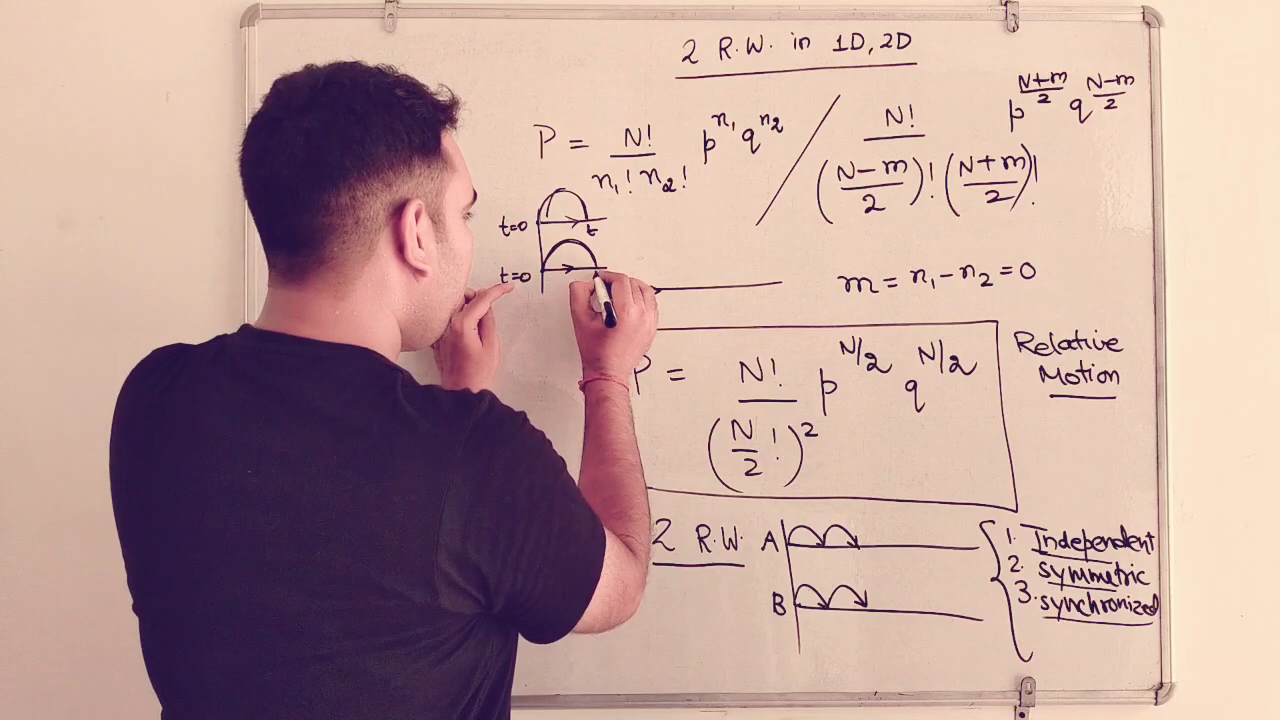 2 R.W. in 1D, 2D
P = N! / n₁! n₂! p^n₁ q^n₂
N! / ((N-m)/2)! ((N+m)/2)! p^(N+m)/2 q^(N-m)/2
t=0 t
t=0
m = n₁ - n₂ = 0
P = N! / (N/2 !)² p^N/2 q^N/2
Relative
Motion
2 R.W. A
B
1. Independent
2. symmetric
3. synchronized